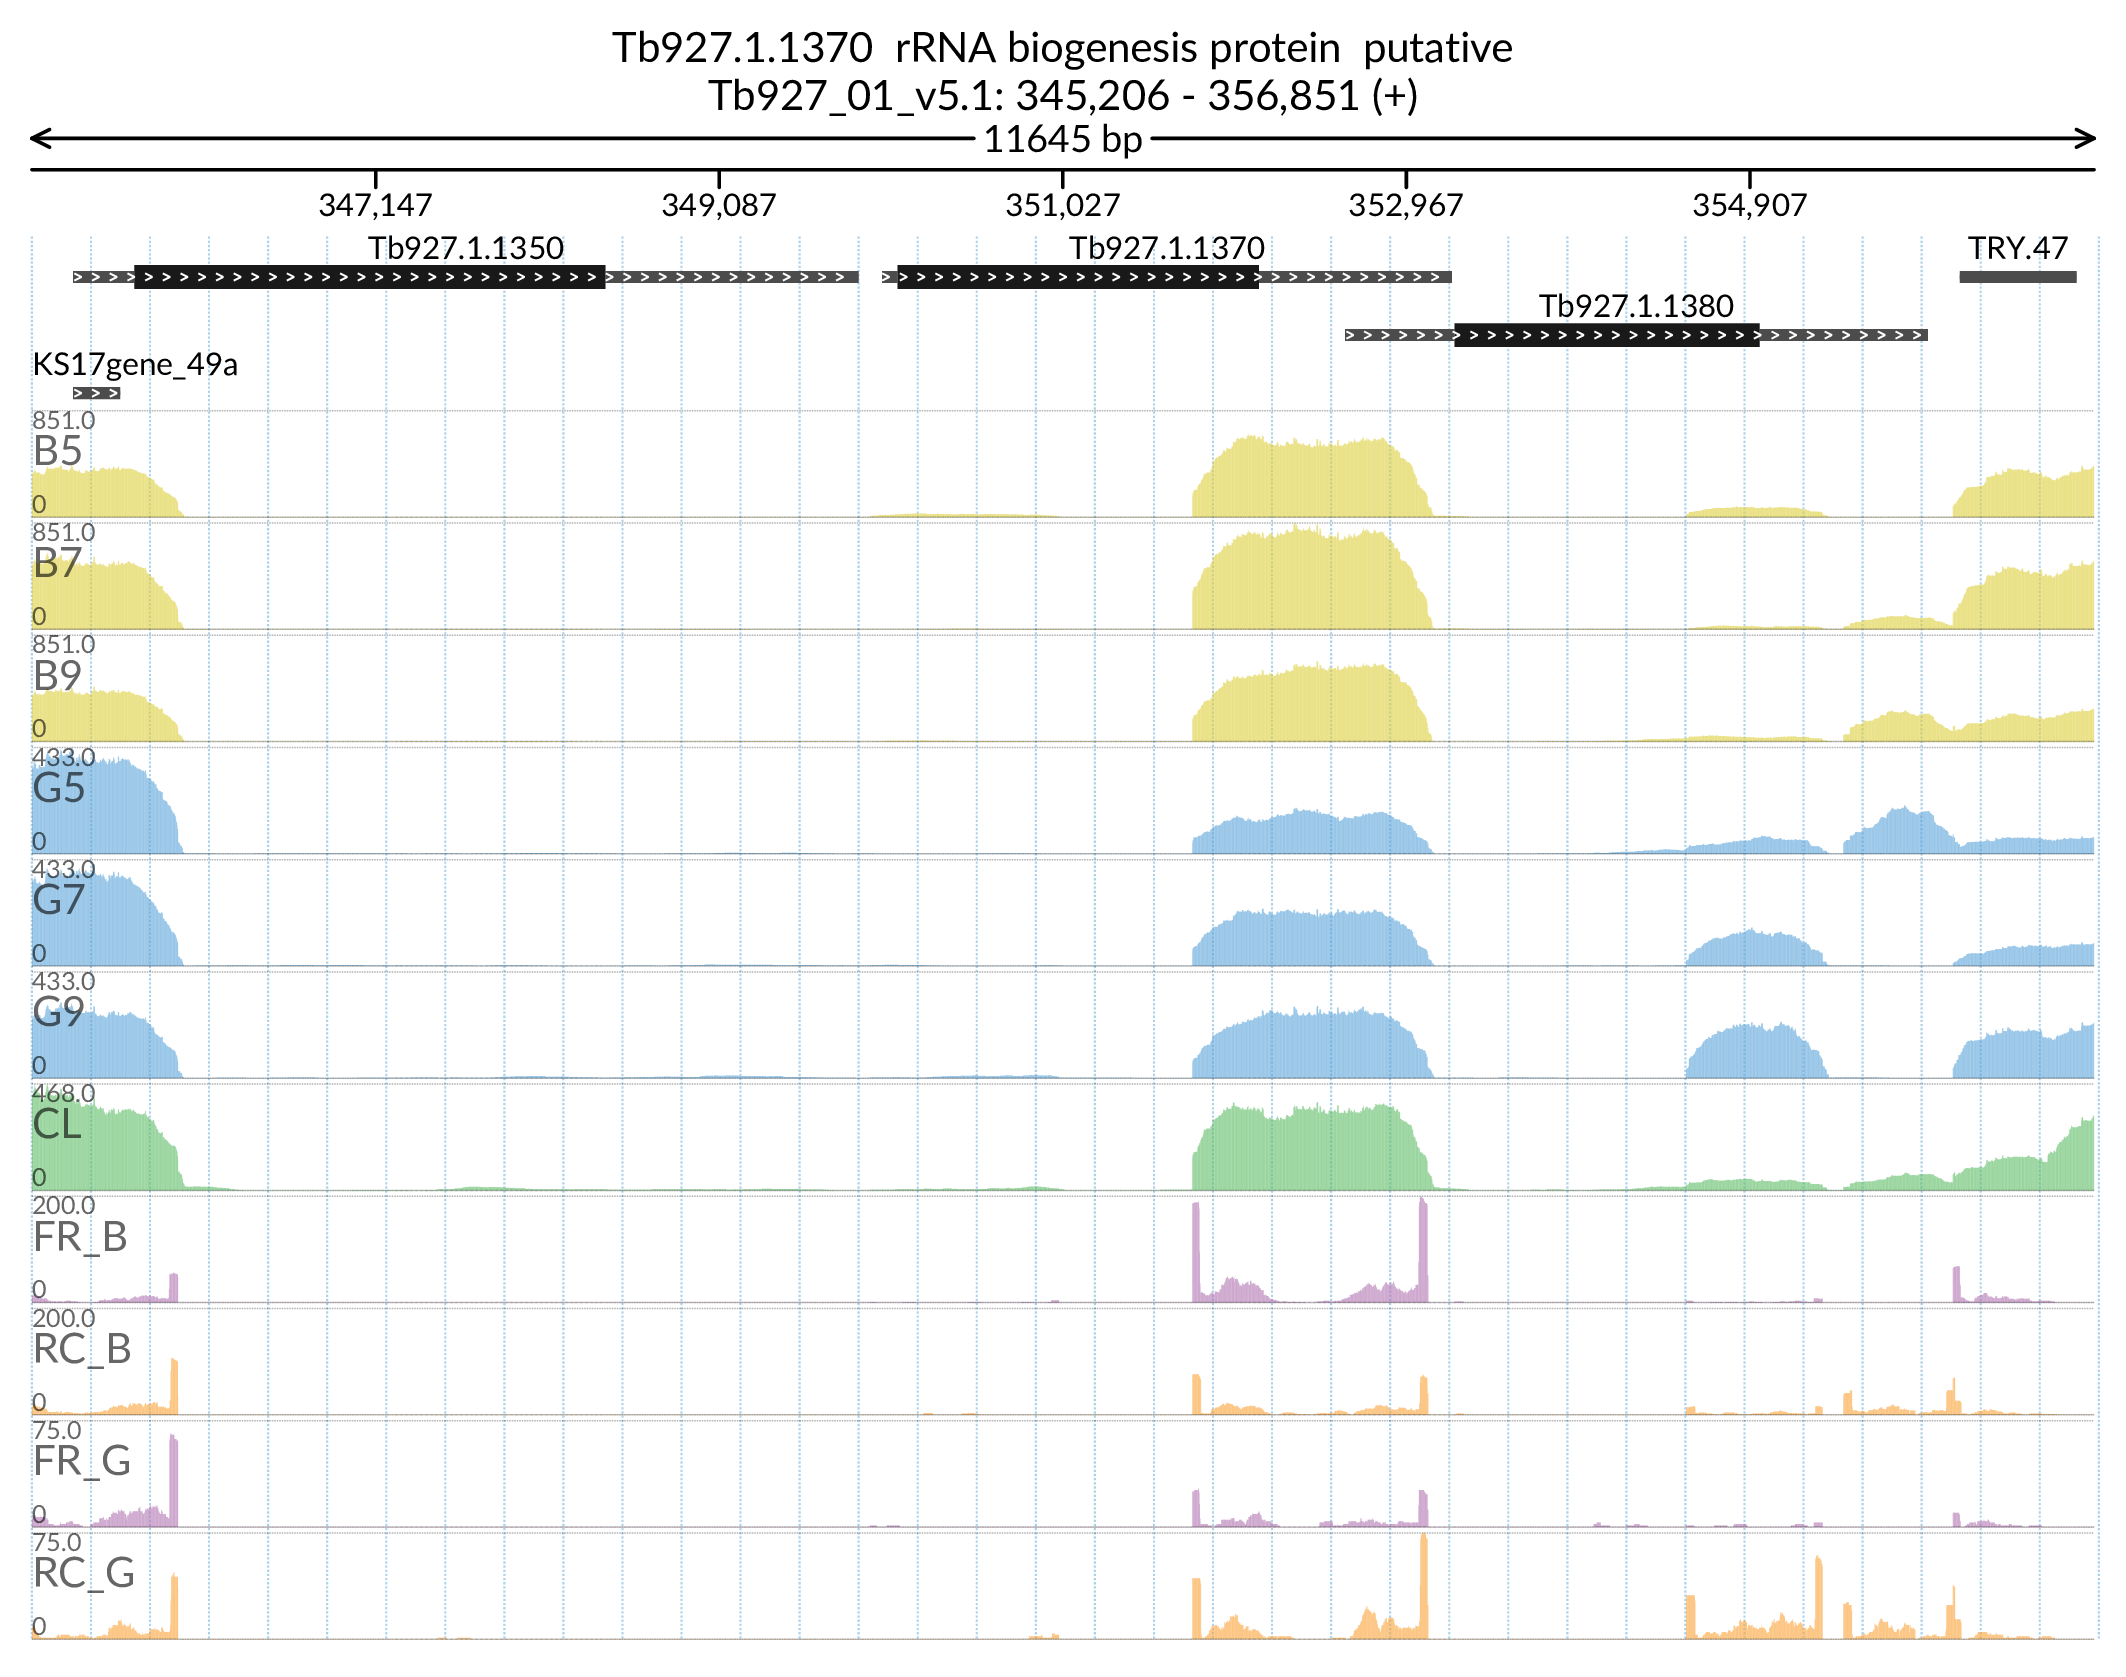 Tb927.1.1370  rRNA biogenesis protein  putative
Tb927_01_v5.1: 345,206 - 356,851 (+)
11645 bp
347,147 349,087 351,027 352,967 354,907
Tb927.1.1350 Tb927.1.1370 TRY.47
Tb927.1.1380
KS17gene_49a
851.0
B5
0
851.0
B7
0
851.0
B9
0
433.0
G5
0
433.0
G7
0
433.0
G9
0
468.0
CL
0
200.0
FR_B
0
200.0
RC_B
0
75.0
FR_G
0
75.0
RC_G
0